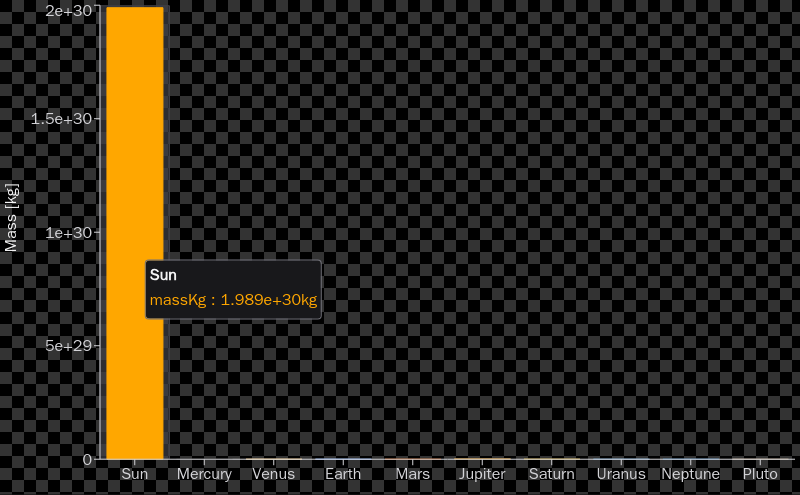 2e+30
1.5e+30
1e+30
5e+29
0
Mass [kg]
Sun
massKg : 1.989e+30kg
Sun Mercury Venus Earth Mars Jupiter Saturn Uranus Neptune Pluto